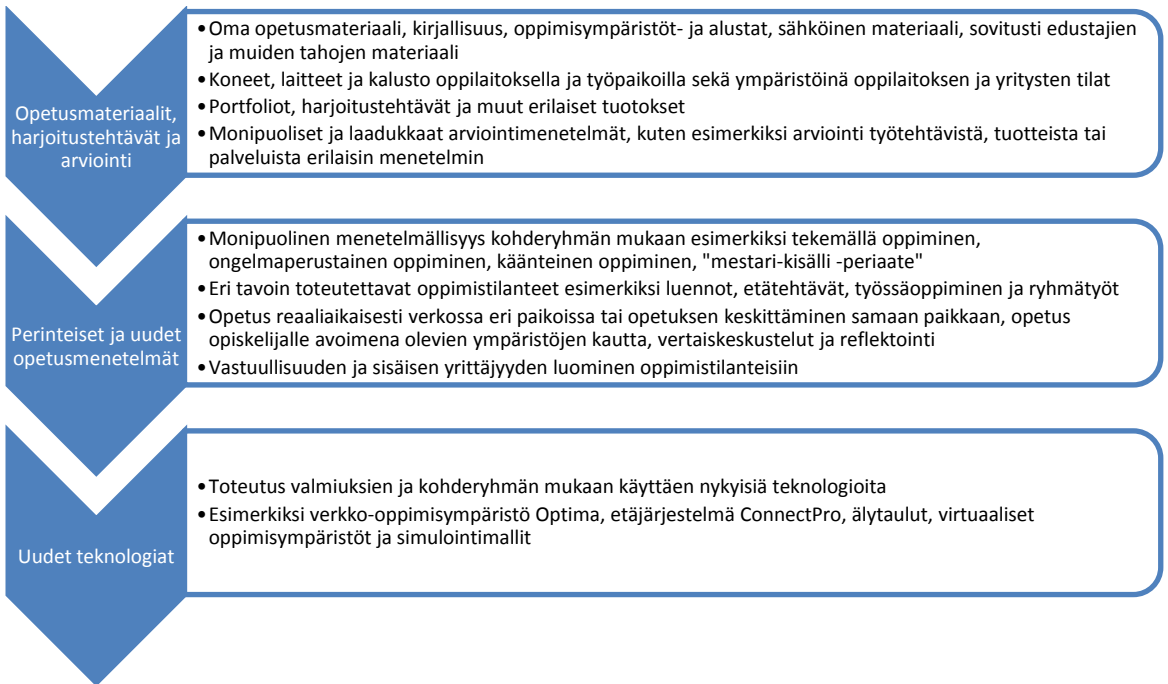 Opetusmateriaalit,
harjoitustehtävät ja
arviointi
•Oma opetusmateriaali, kirjallisuus, oppimisympäristöt- ja alustat, sähköinen materiaali, sovitusti edustajien
ja muiden tahojen materiaali
•Koneet, laitteet ja kalusto oppilaitoksella ja työpaikoilla sekä ympäristöinä oppilaitoksen ja yritysten tilat
•Portfoliot, harjoitustehtävät ja muut erilaiset tuotokset
•Monipuoliset ja laadukkaat arviointimenetelmät, kuten esimerkiksi arviointi työtehtävistä, tuotteista tai
palveluista erilaisin menetelmin
Perinteiset ja uudet
opetusmenetelmät
•Monipuolinen menetelmällisyys kohderyhmän mukaan esimerkiksi tekemällä oppiminen,
ongelmaperustainen oppiminen, käänteinen oppiminen, "mestari-kisälli -periaate"
•Eri tavoin toteutettavat oppimistilanteet esimerkiksi luennot, etätehtävät, työssäoppiminen ja ryhmätyöt
•Opetus reaaliaikaisesti verkossa eri paikoissa tai opetuksen keskittäminen samaan paikkaan, opetus
opiskelijalle avoimena olevien ympäristöjen kautta, vertaiskeskustelut ja reflektointi
•Vastuullisuuden ja sisäisen yrittäjyyden luominen oppimistilanteisiin
Uudet teknologiat
•Toteutus valmiuksien ja kohderyhmän mukaan käyttäen nykyisiä teknologioita
•Esimerkiksi verkko-oppimisympäristö Optima, etäjärjestelmä ConnectPro, älytaulut, virtuaaliset
oppimisympäristöt ja simulointimallit